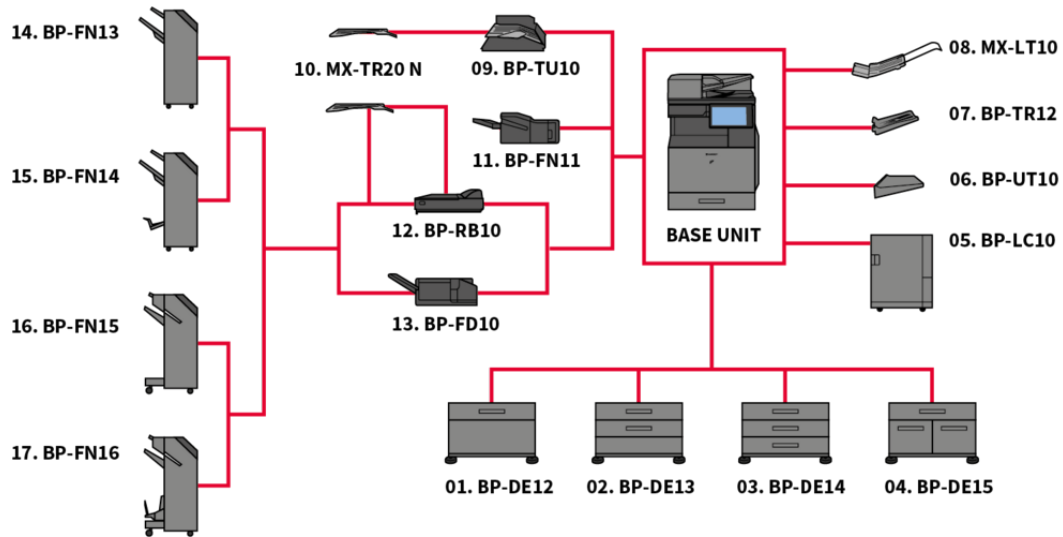 14. BP-FN13
10. MX-TR20 N
09. BP-TU10
08. MX-LT10
07. BP-TR12
11. BP-FN11
15. BP-FN14
06. BP-UT10
12. BP-RB10
BASE UNIT
05. BP-LC10
16. BP-FN15
13. BP-FD10
17. BP-FN16
01. BP-DE12
02. BP-DE13
03. BP-DE14
04. BP-DE15